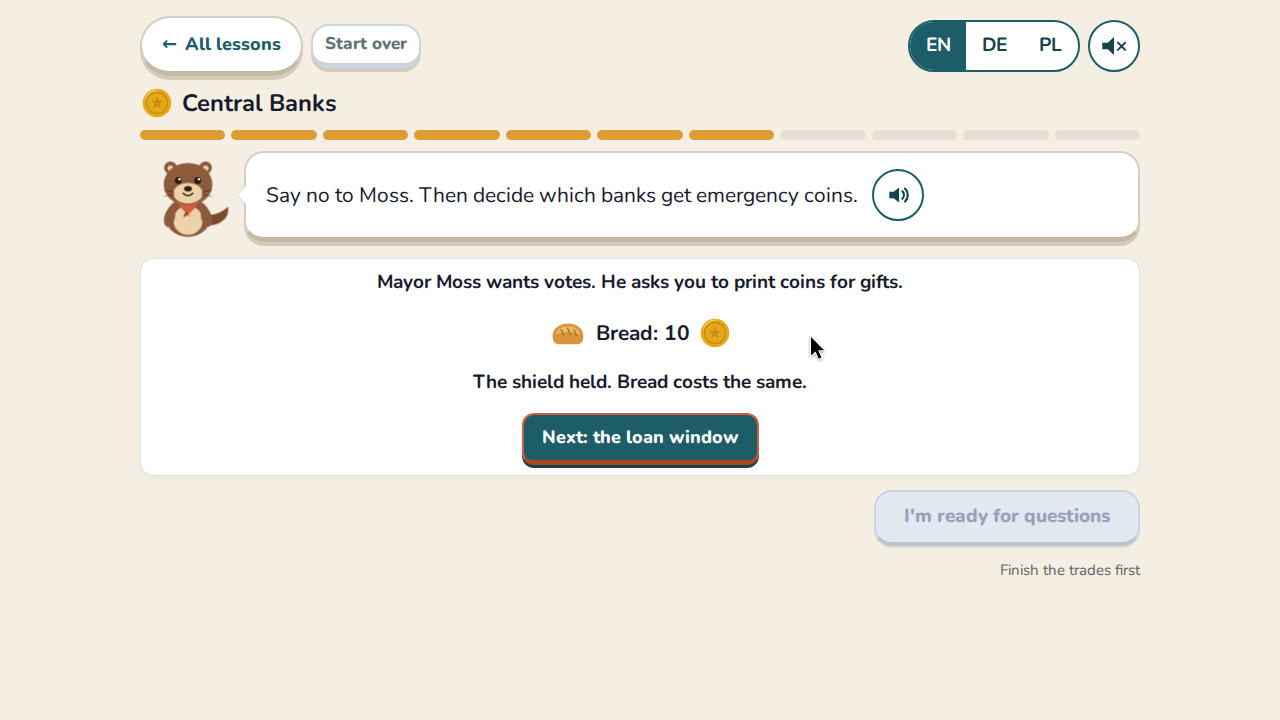 ← All lessons
Start over
EN DE PL
Central Banks
Say no to Moss. Then decide which banks get emergency coins.
Mayor Moss wants votes. He asks you to print coins for gifts.
Bread: 10
The shield held. Bread costs the same.
Next: the loan window
I'm ready for questions
Finish the trades first